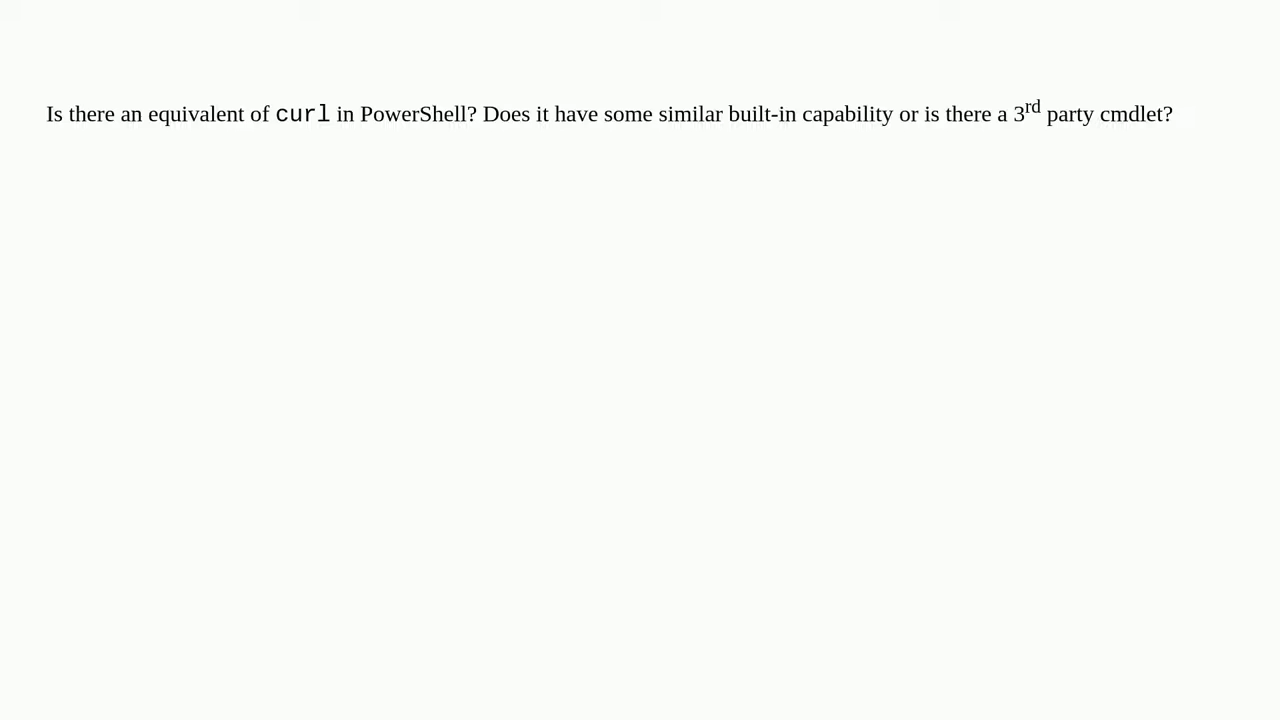 Is there an equivalent of curl in PowerShell? Does it have some similar built-in capability or is there a 3rd party cmdlet?